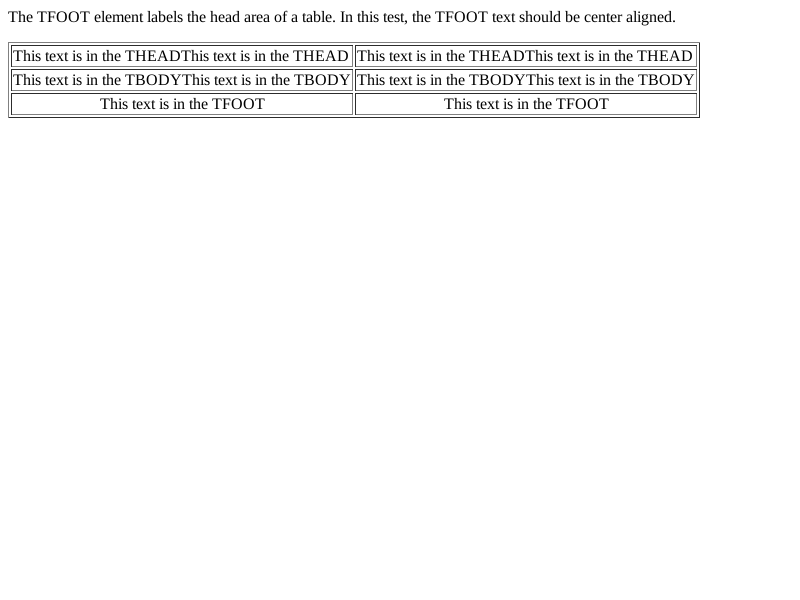 The TFOOT element labels the head area of a table. In this test, the TFOOT text should be center aligned.
This text is in the THEADThis text is in the THEAD This text is in the THEADThis text is in the THEAD
This text is in the TBODYThis text is in the TBODY This text is in the TBODYThis text is in the TBODY
This text is in the TFOOT This text is in the TFOOT